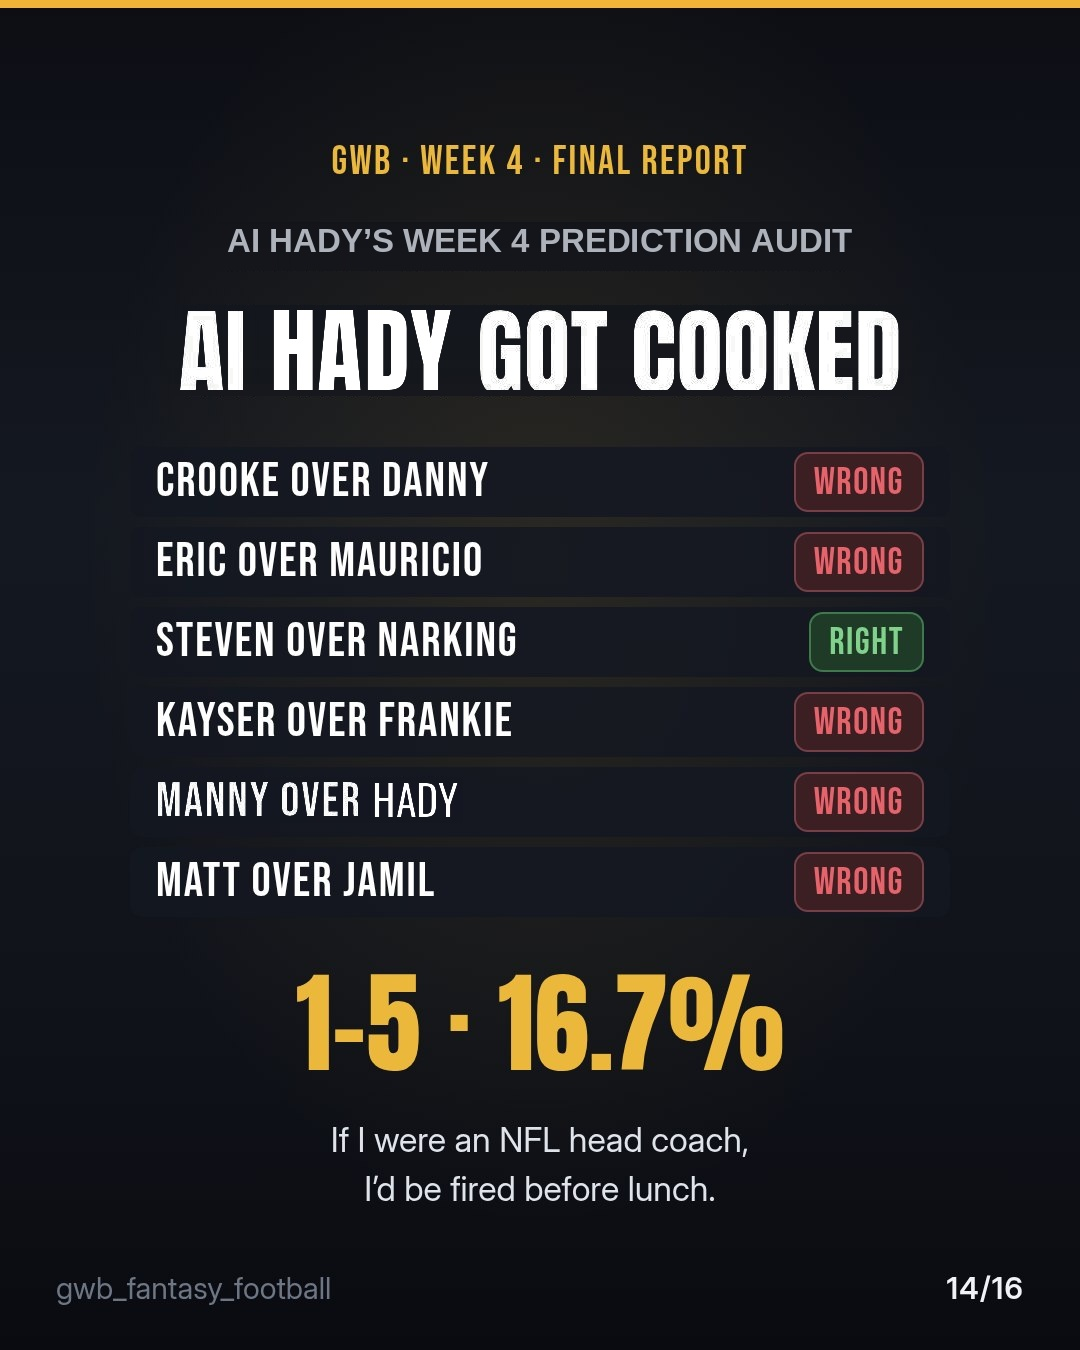 GWB · WEEK 4 · FINAL REPORT
AI HADY’S WEEK 4 PREDICTION AUDIT
AI HADY GOT COOKED
CROOKE OVER DANNY WRONG
ERIC OVER MAURICIO WRONG
STEVEN OVER NARKING RIGHT
KAYSER OVER FRANKIE WRONG
MANNY OVER HADY WRONG
MATT OVER JAMIL WRONG
1-5 · 16.7%
If I were an NFL head coach,
I’d be fired before lunch.
gwb_fantasy_football 14/16